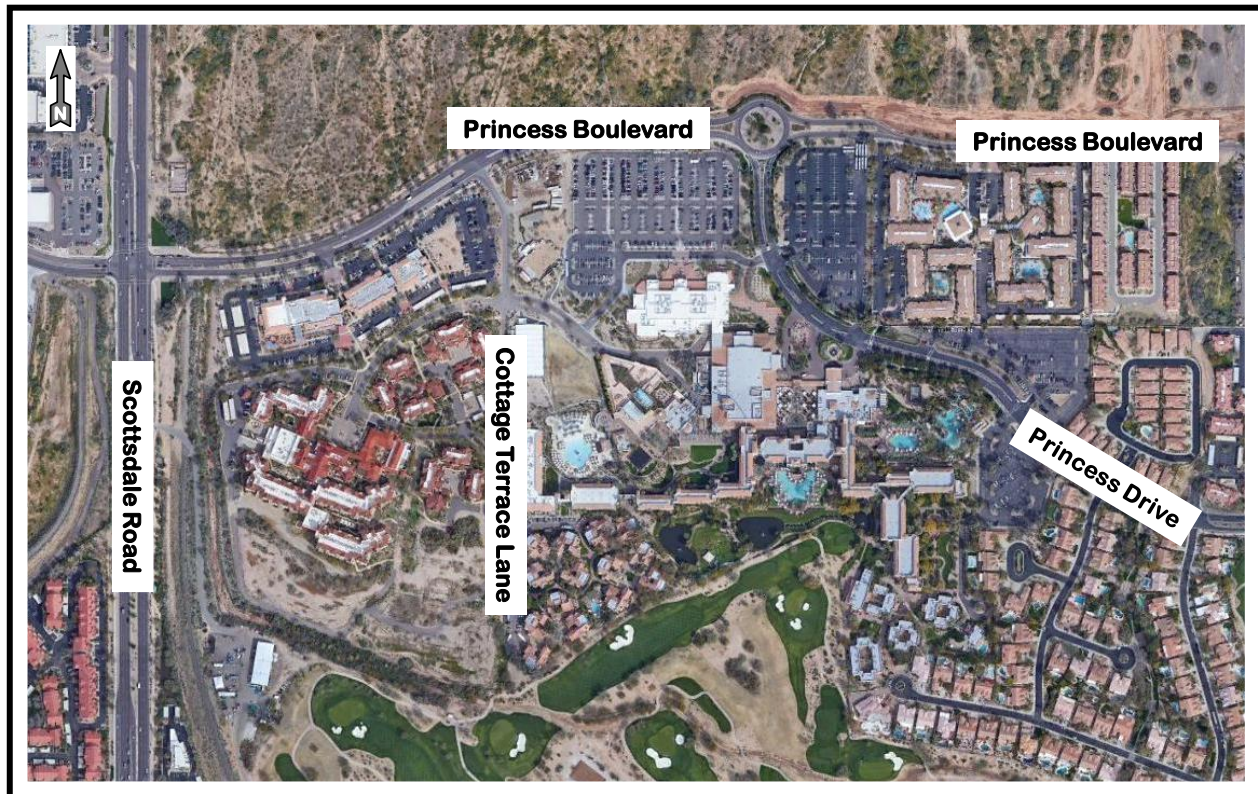 N
Princess Boulevard
Princess Boulevard
Scottsdale Road
Cottage Terrace Lane
Princess Drive